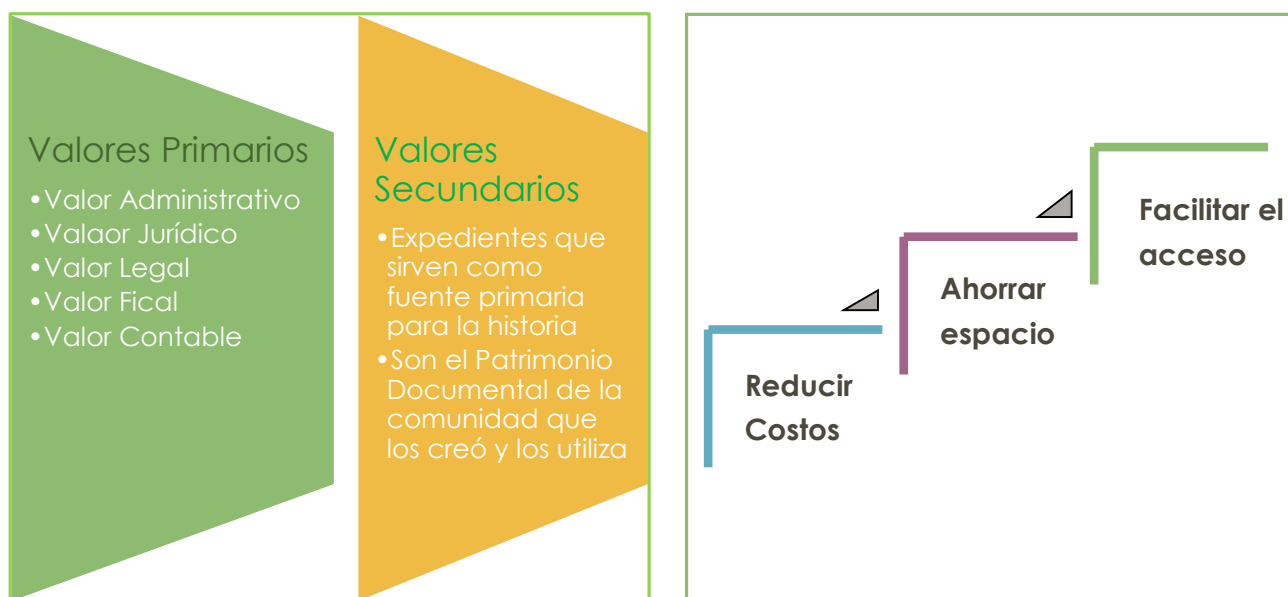 Valores Primarios
•Valor Administrativo
•Valaor Jurídico
•Valor Legal
•Valor Fical
•Valor Contable
Valores
Secundarios
•Expedientes que
sirven como
fuente primaria
para la historia
•Son el Patrimonio
Documental de la
comunidad que
los creó y los utiliza
Reducir
Costos
Ahorrar
espacio
Facilitar el
acceso